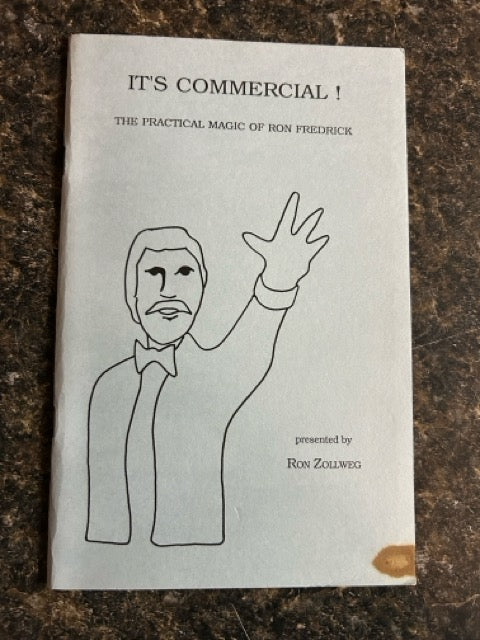 IT'S COMMERCIAL !
THE PRACTICAL MAGIC OF RON FREDRICK
presented by
RON ZOLLWEG